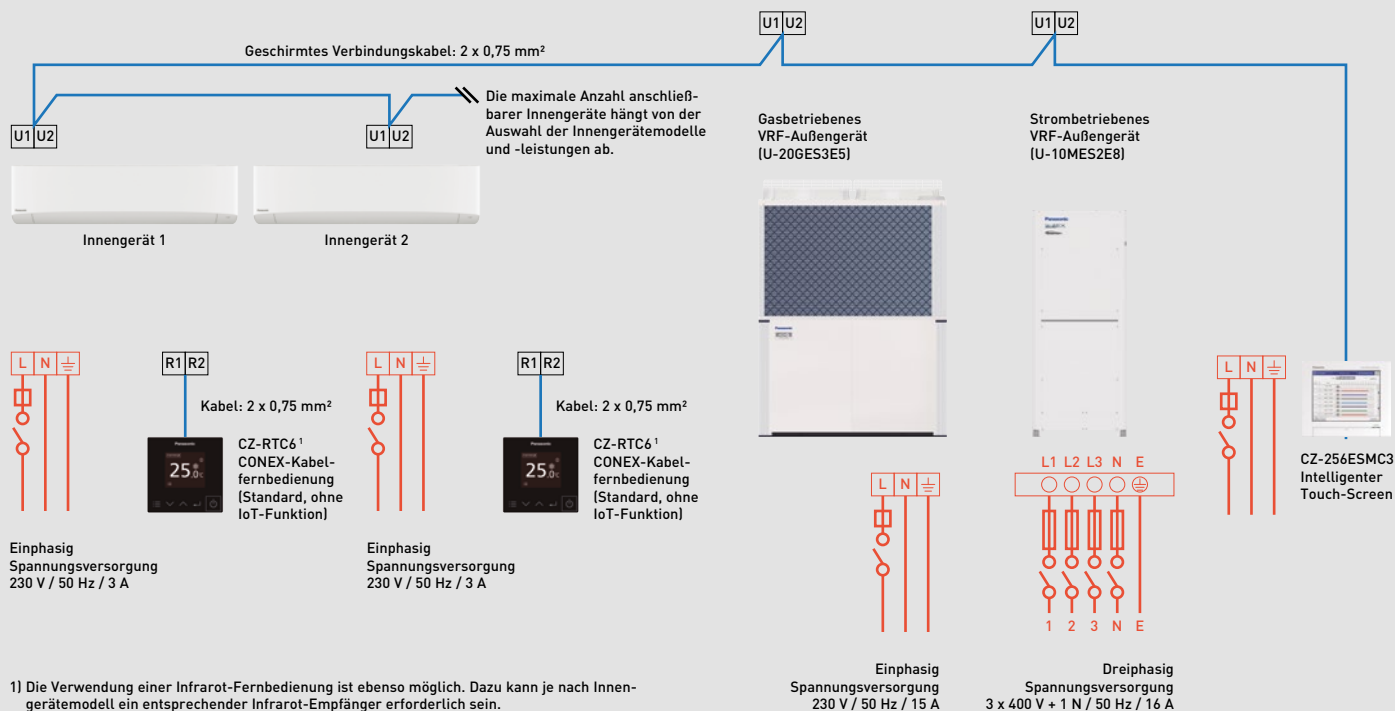 U1 U2
U1 U2
Geschirmtes Verbindungskabel: 2 x 0,75 mm²
Die maximale Anzahl anschließ-
barer Innengeräte hängt von der
Auswahl der Innengerätemodelle
und -leistungen ab.
U1 U2
U1 U2
Gasbetriebenes
VRF-Außengerät
(U-20GES3E5)
Strombetriebenes
VRF-Außengerät
(U-10MES2E8)
Innengerät 1
Innengerät 2
Panasonic
Panasonic
L N
R1 R2
Kabel: 2 x 0,75 mm²
Panasonic
25.0°C
CZ-RTC6 ¹
CONEX-Kabel-
fernbedienung
(Standard, ohne
IoT-Funktion)
Einphasig
Spannungsversorgung
230 V / 50 Hz / 3 A
L N
R1 R2
Kabel: 2 x 0,75 mm²
Panasonic
25.0°C
CZ-RTC6 ¹
CONEX-Kabel-
fernbedienung
(Standard, ohne
IoT-Funktion)
Einphasig
Spannungsversorgung
230 V / 50 Hz / 3 A
L N
Einphasig
Spannungsversorgung
230 V / 50 Hz / 15 A
L1 L2 L3 N E
1 2 3 N E
Dreiphasig
Spannungsversorgung
3 x 400 V + 1 N / 50 Hz / 16 A
L N
CZ-256ESMC3
Intelligenter
Touch-Screen
1) Die Verwendung einer Infrarot-Fernbedienung ist ebenso möglich. Dazu kann je nach Innen-
gerätemodell ein entsprechender Infrarot-Empfänger erforderlich sein.